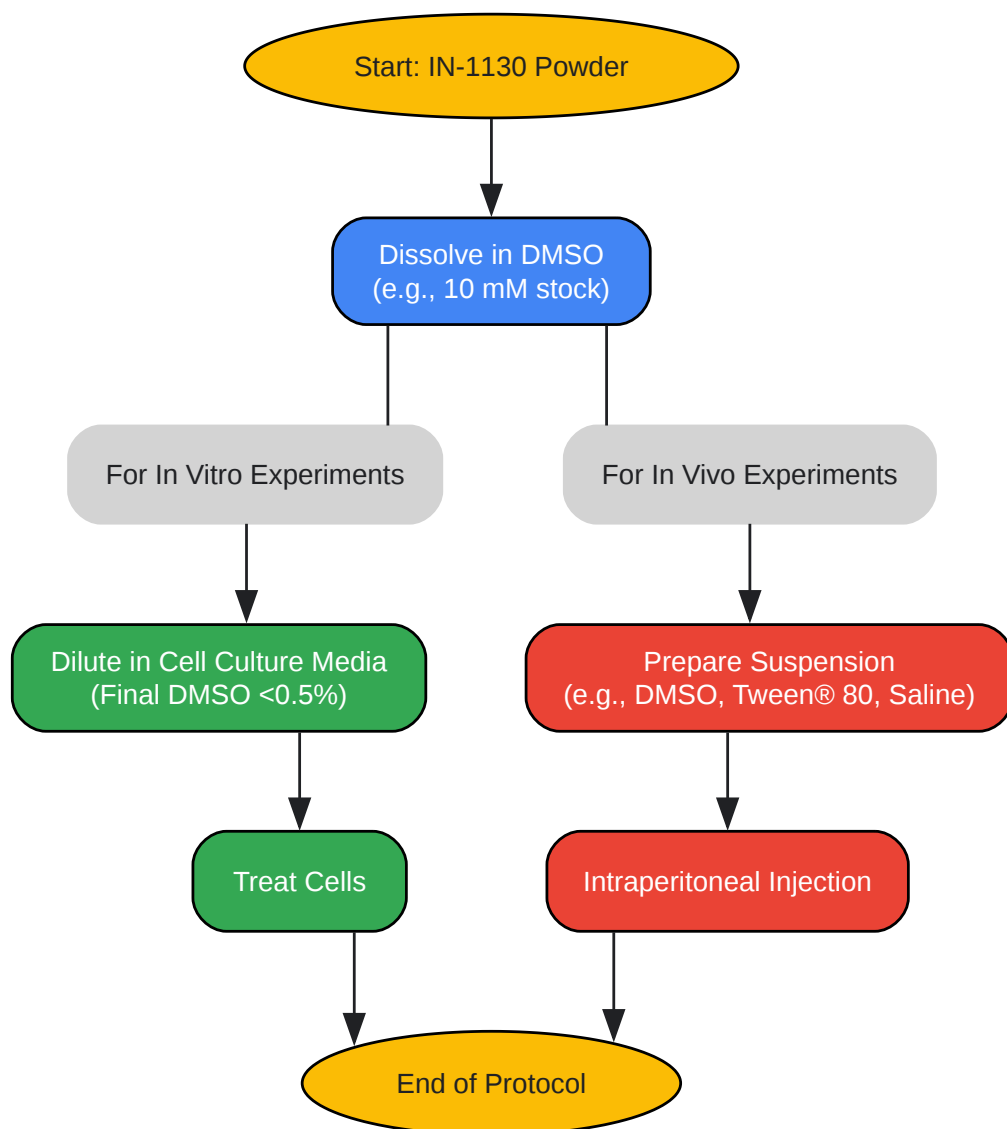 Start: IN-1130 Powder
Dissolve in DMSO
(e.g., 10 mM stock)
For In Vitro Experiments
For In Vivo Experiments
Dilute in Cell Culture Media
(Final DMSO <0.5%)
Prepare Suspension
(e.g., DMSO, Tween® 80, Saline)
Treat Cells
Intraperitoneal Injection
End of Protocol